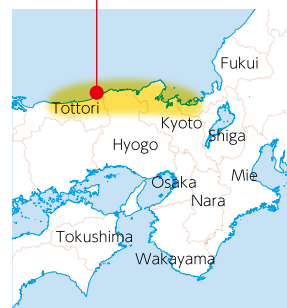 Fukui
Tottori
Kyoto
Shiga
Hyogo
Mie
Osaka
Nara
Tokushima
Wakayama